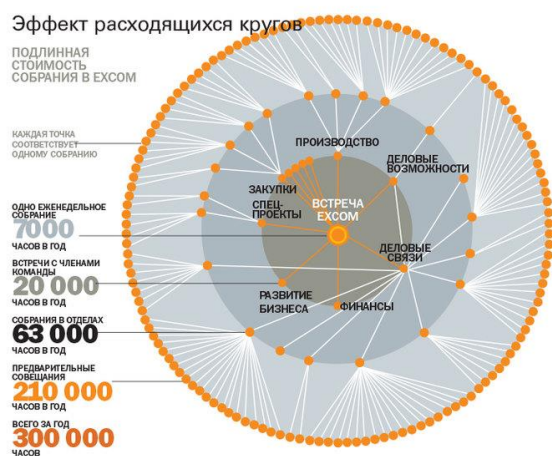 Эффект расходящихся кругов
ПОДЛИННАЯ
СТОИМОСТЬ
СОБРАНИЯ В EXCOM
КАЖДАЯ ТОЧКА
СООТВЕТСТВУЕТ
ОДНОМУ СОБРАНИЮ
ПРОИЗВОДСТВО
ДЕЛОВЫЕ
ВОЗМОЖНОСТИ
ЗАКУПКИ
СПЕЦ-
ПРОЕКТЫ
ВСТРЕЧА
EXCOM
ДЕЛОВЫЕ
СВЯЗИ
РАЗВИТИЕ
БИЗНЕСА
ФИНАНСЫ
ОДНО ЕЖЕНЕДЕЛЬНОЕ
СОБРАНИЕ
7000
ЧАСОВ В ГОД
ВСТРЕЧИ С ЧЛЕНАМИ
КОМАНДЫ
20 000
ЧАСОВ В ГОД
СОБРАНИЯ В ОТДЕЛАХ
63 000
ЧАСОВ В ГОД
ПРЕДВАРИТЕЛЬНЫЕ
СОВЕЩАНИЯ
210 000
ЧАСОВ В ГОД
ВСЕГО ЗА ГОД
300 000
ЧАСОВ